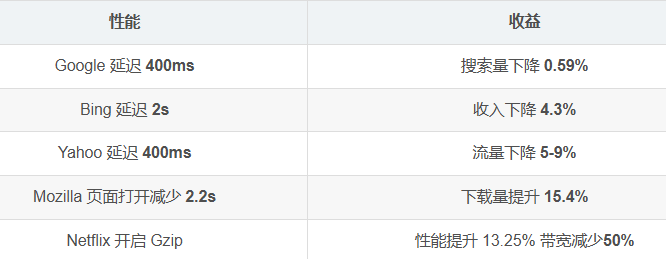 性能 收益
Google 延迟 400ms 搜索量下降 0.59%
Bing 延迟 2s 收入下降 4.3%
Yahoo 延迟 400ms 流量下降 5-9%
Mozilla 页面打开减少 2.2s 下载量提升 15.4%
Netflix 开启 Gzip 性能提升 13.25% 带宽减少50%